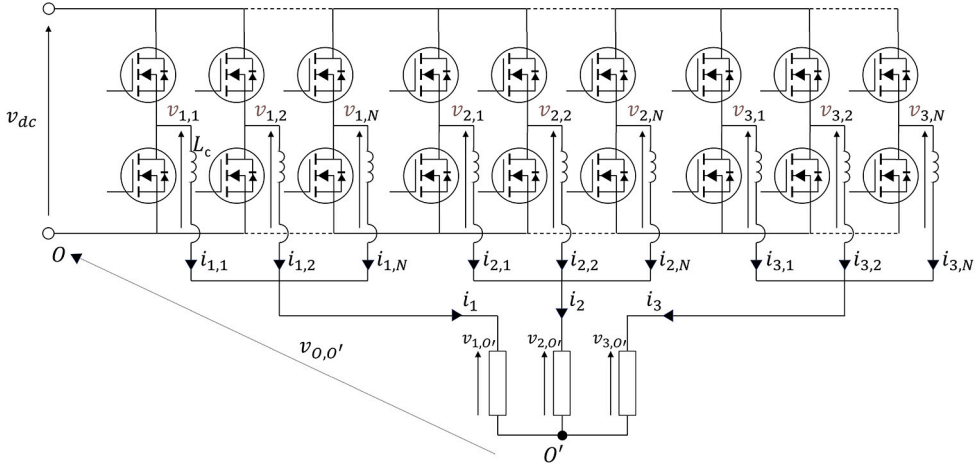 v_{dc}
v_{1,1} v_{1,2} v_{1,N} v_{2,1} v_{2,2} v_{2,N} v_{3,1} v_{3,2} v_{3,N}
L_c
O
i_{1,1} i_{1,2} i_{1,N} i_{2,1} i_{2,2} i_{2,N} i_{3,1} i_{3,2} i_{3,N}
i_1 i_2 i_3
v_{O,O'}
v_{1,O'} v_{2,O'} v_{3,O'}
O'